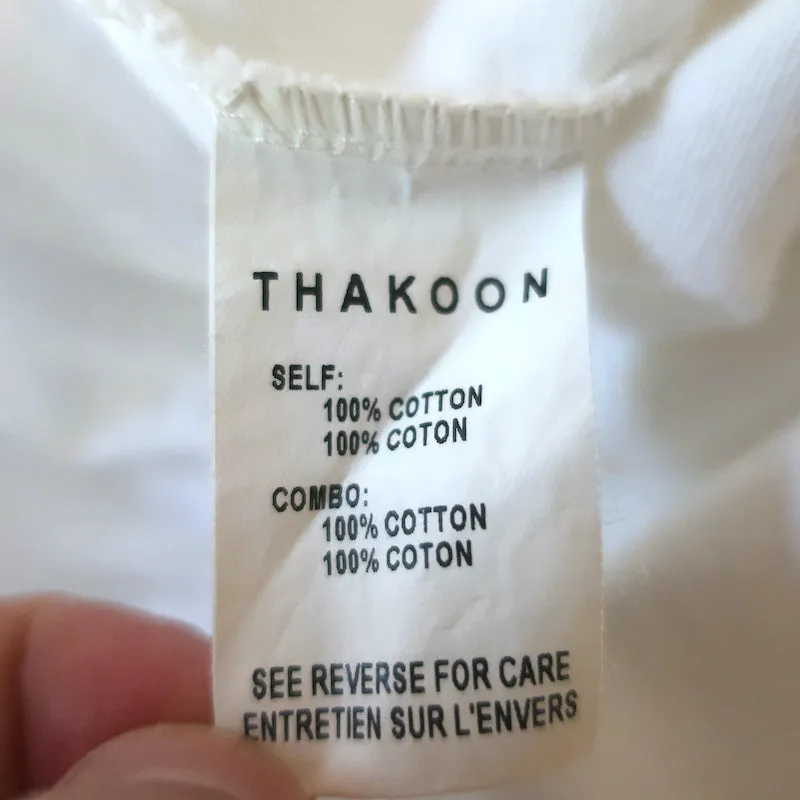 THAKOON
SELF:
100% COTTON
100% COTON
COMBO:
100% COTTON
100% COTON
SEE REVERSE FOR CARE
ENTRETIEN SUR L'ENVERS